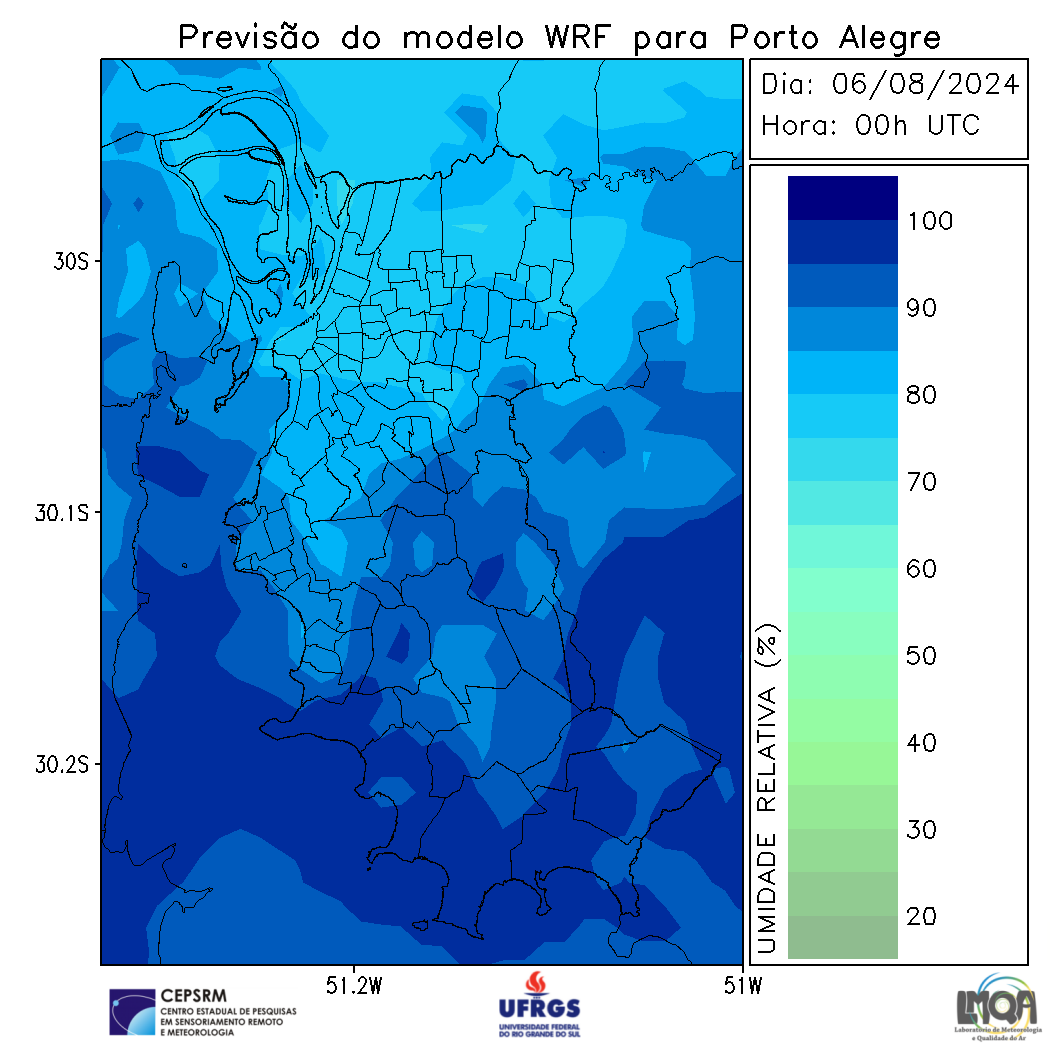 Previsão do modelo WRF para Porto Alegre
Dia: 06/08/2024
Hora: 00h UTC
100
90
80
70
60
50
40
30
20
UMIDADE RELATIVA (%)
30S
30.1S
30.2S
51.2W
51W
CEPSRM
CENTRO ESTADUAL DE PESQUISAS
EM SENSORIAMENTO REMOTO
E METEOROLOGIA
UFRGS
UNIVERSIDADE FEDERAL
DO RIO GRANDE DO SUL
LMQA
Laboratório de Meteorologia
e Qualidade do Ar